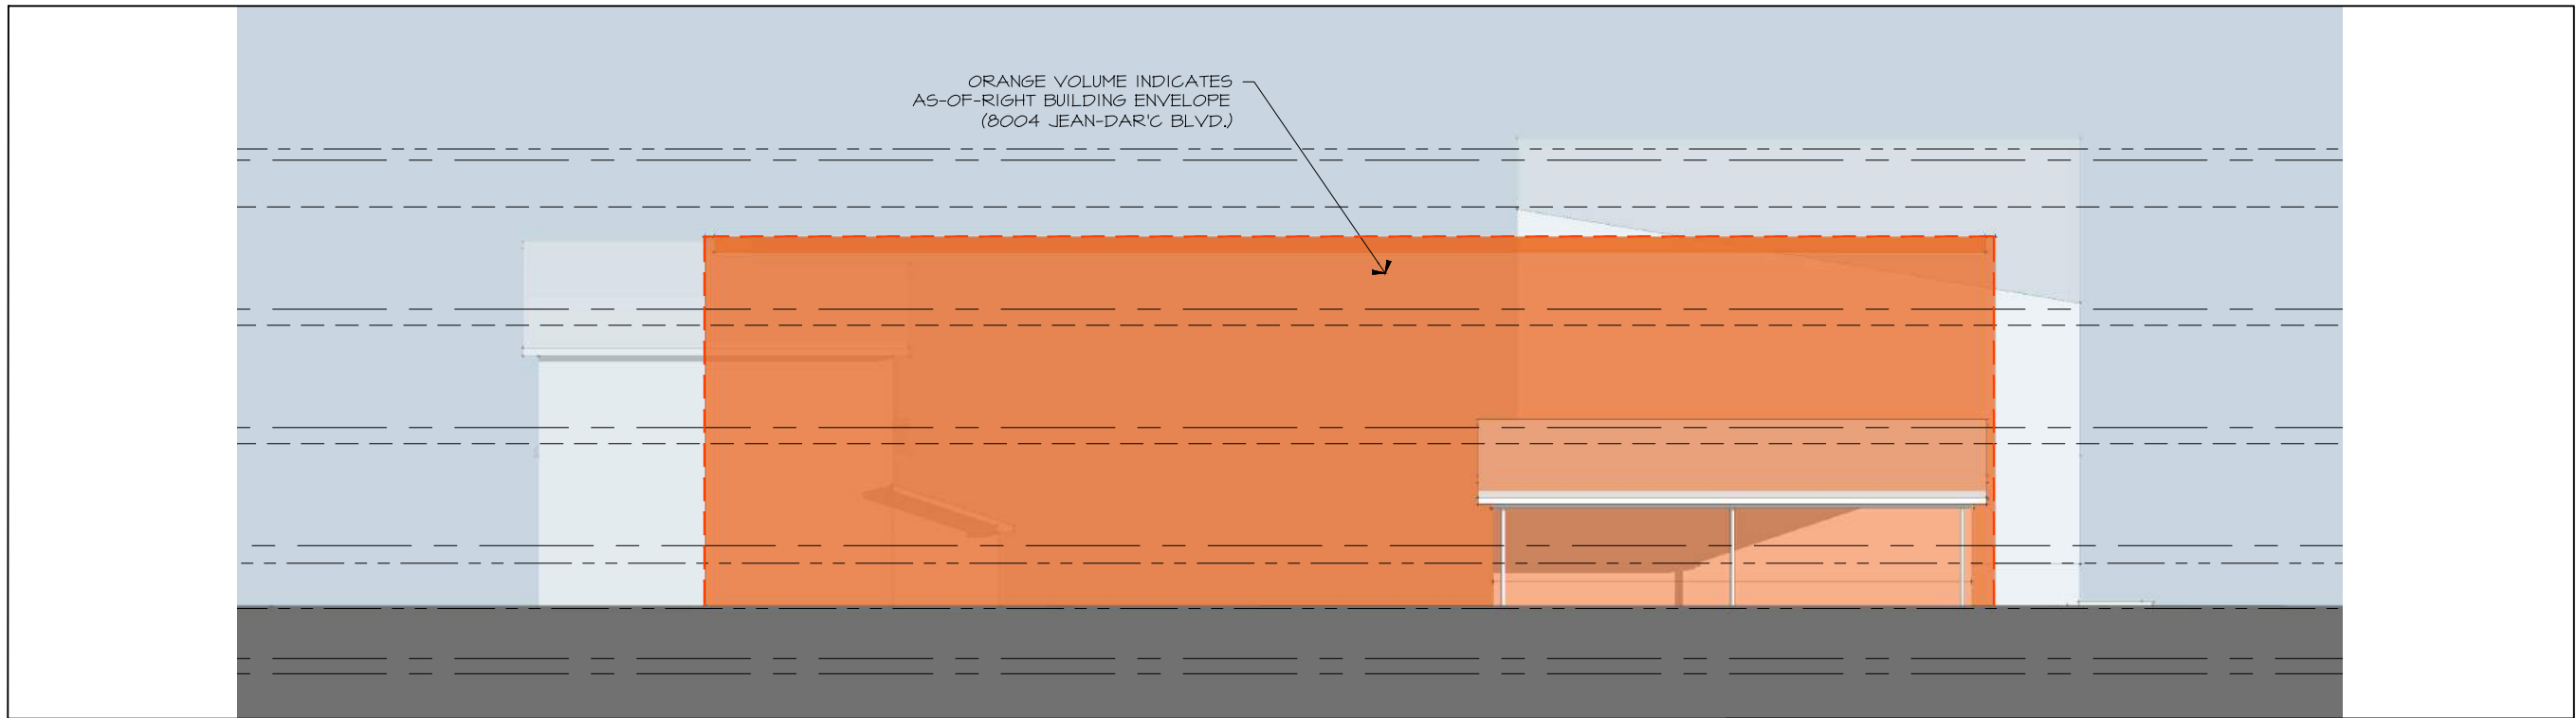 ORANGE VOLUME INDICATES
AS-OF-RIGHT BUILDING ENVELOPE
(8004 JEAN-DAR'C BLVD.)